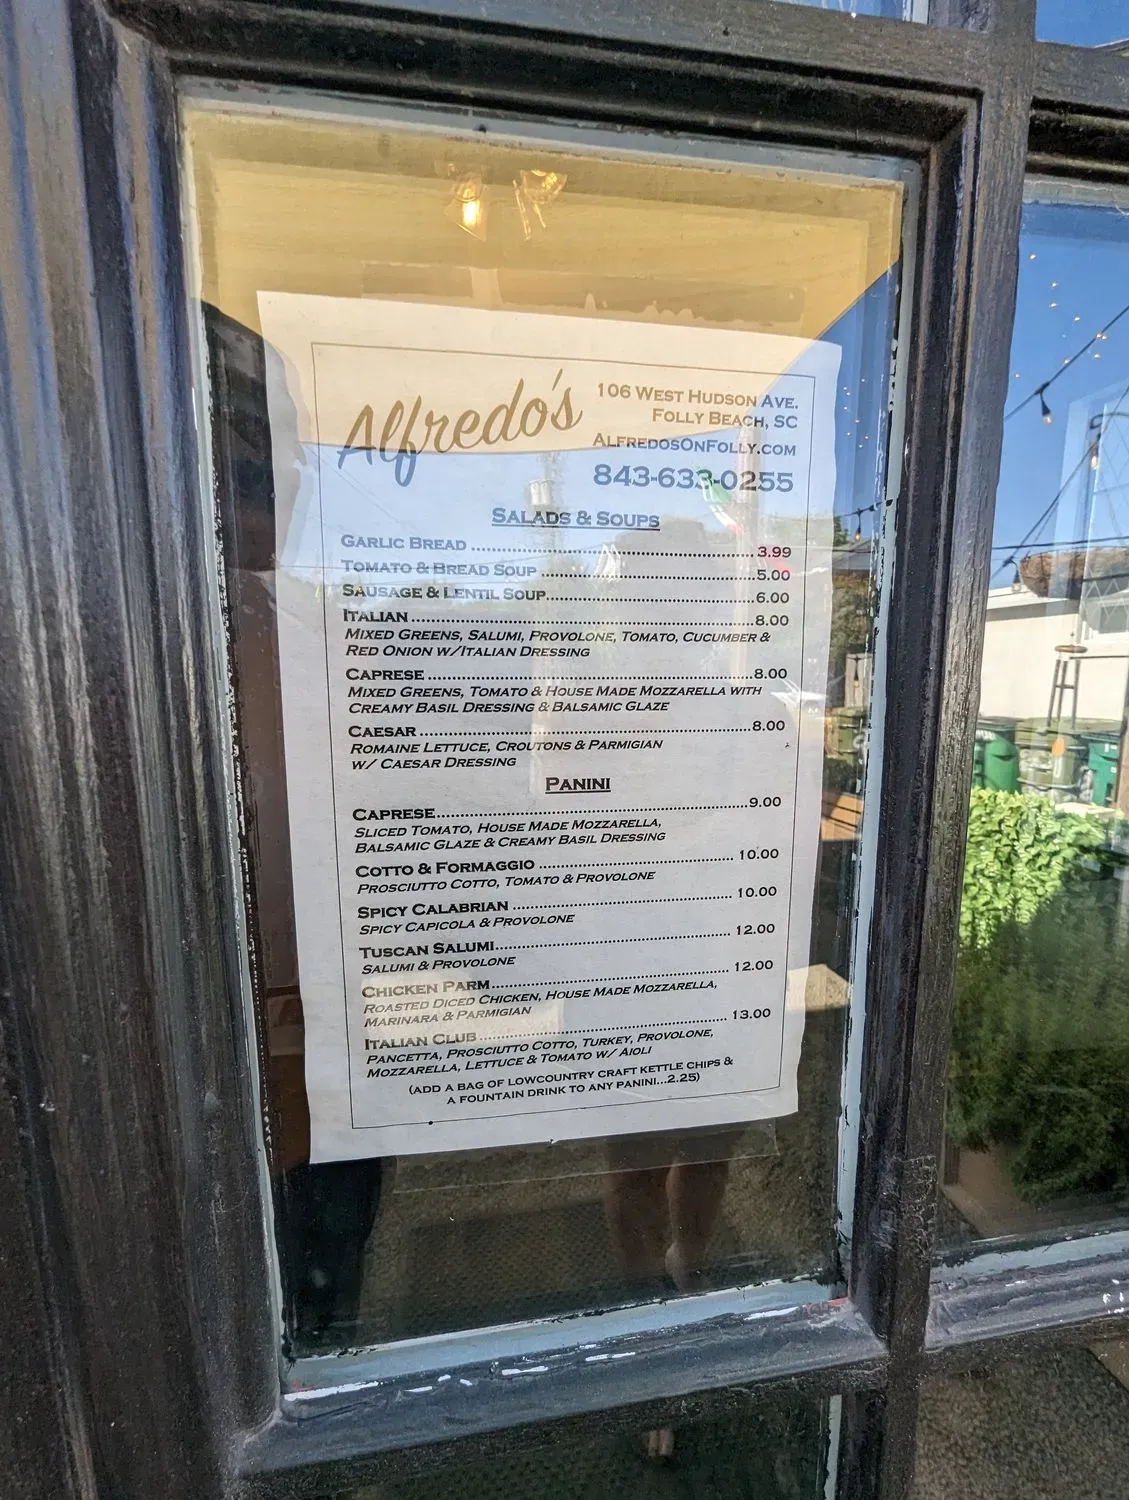 Alfredo's
106 West Hudson Ave.
Folly Beach, SC
AlfredosOnFolly.com
843-633-0255
Salads & Soups
Garlic Bread ........ 3.99
Tomato & Bread Soup ........ 5.00
Sausage & Lentil Soup ........ 6.00
Italian ........ 8.00
Mixed Greens, Salumi, Provolone, Tomato, Cucumber &
Red Onion w/Italian Dressing
Caprese ........ 8.00
Mixed Greens, Tomato & House Made Mozzarella with
Creamy Basil Dressing & Balsamic Glaze
Caesar ........ 8.00
Romaine Lettuce, Croutons & Parmigian
w/ Caesar Dressing
Panini
Caprese ........ 9.00
Sliced Tomato, House Made Mozzarella,
Balsamic Glaze & Creamy Basil Dressing
Cotto & Formaggio ........ 10.00
Prosciutto Cotto, Tomato & Provolone
Spicy Calabrian ........ 10.00
Spicy Capicola & Provolone
Tuscan Salumi ........ 12.00
Salumi & Provolone
Chicken Parm ........ 12.00
Roasted Diced Chicken, House Made Mozzarella,
Marinara & Parmigian
Italian Club ........ 13.00
Pancetta, Prosciutto Cotto, Turkey, Provolone,
Mozzarella, Lettuce & Tomato w/ Aioli
(add a bag of Lowcountry Craft Kettle Chips &
a fountain drink to any panini...2.25)